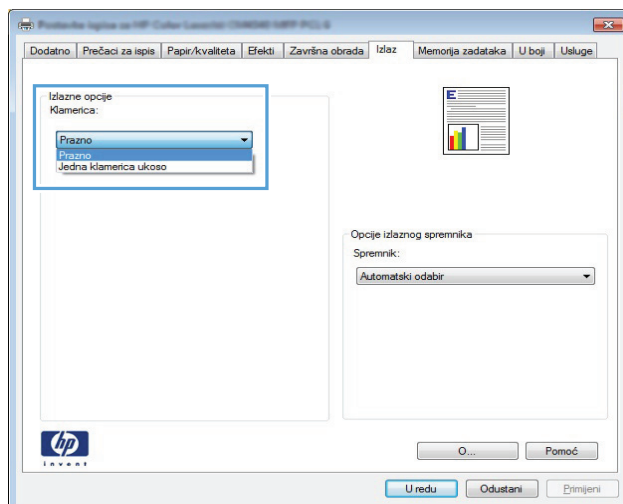 Dodatno Prečaci za ispis Papir/kvaliteta Efekti Završna obrada Izlaz Memorija zadataka U boji Usluge
Izlazne opcije
Klamerica:
Prazno
Prazno
Jedna klamerica ukoso
E
Opcije izlaznog spremnika
Spremnik:
Automatski odabir
hp
invent
O... Pomoć
U redu Odustani Primijeni